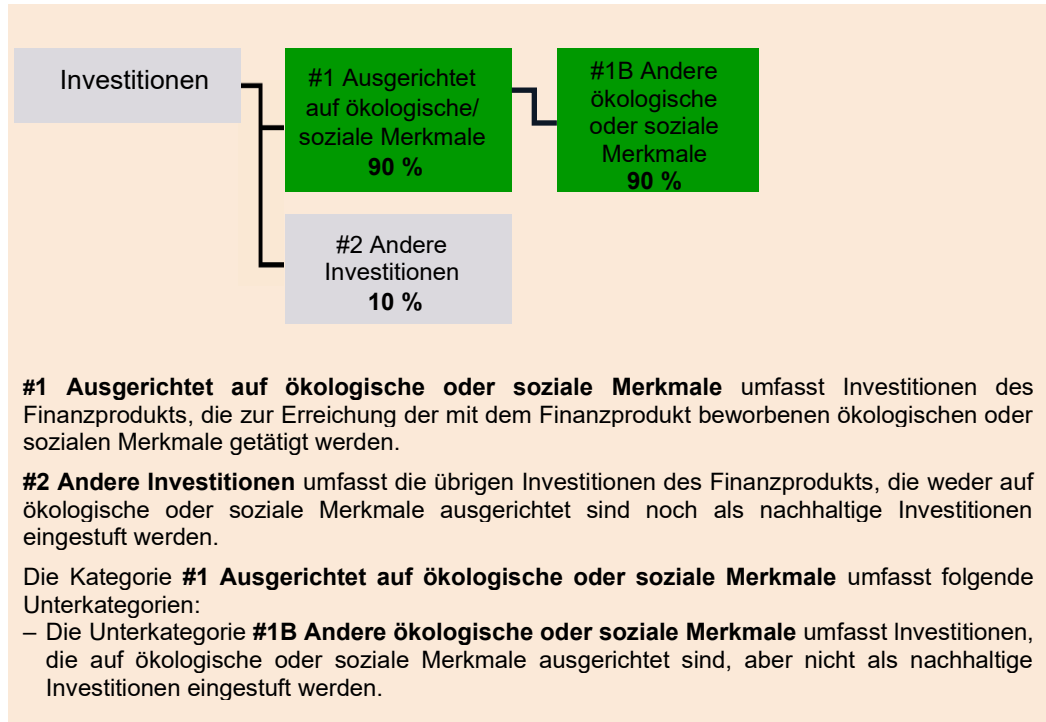 Investitionen
#1 Ausgerichtet
auf ökologische/
soziale Merkmale
90 %
#1B Andere
ökologische
oder soziale
Merkmale
90 %
#2 Andere
Investitionen
10 %
#1 Ausgerichtet auf ökologische oder soziale Merkmale umfasst Investitionen des
Finanzprodukts, die zur Erreichung der mit dem Finanzprodukt beworbenen ökologischen oder
sozialen Merkmale getätigt werden.
#2 Andere Investitionen umfasst die übrigen Investitionen des Finanzprodukts, die weder auf
ökologische oder soziale Merkmale ausgerichtet sind noch als nachhaltige Investitionen
eingestuft werden.
Die Kategorie #1 Ausgerichtet auf ökologische oder soziale Merkmale umfasst folgende
Unterkategorien:
– Die Unterkategorie #1B Andere ökologische oder soziale Merkmale umfasst Investitionen,
die auf ökologische oder soziale Merkmale ausgerichtet sind, aber nicht als nachhaltige
Investitionen eingestuft werden.